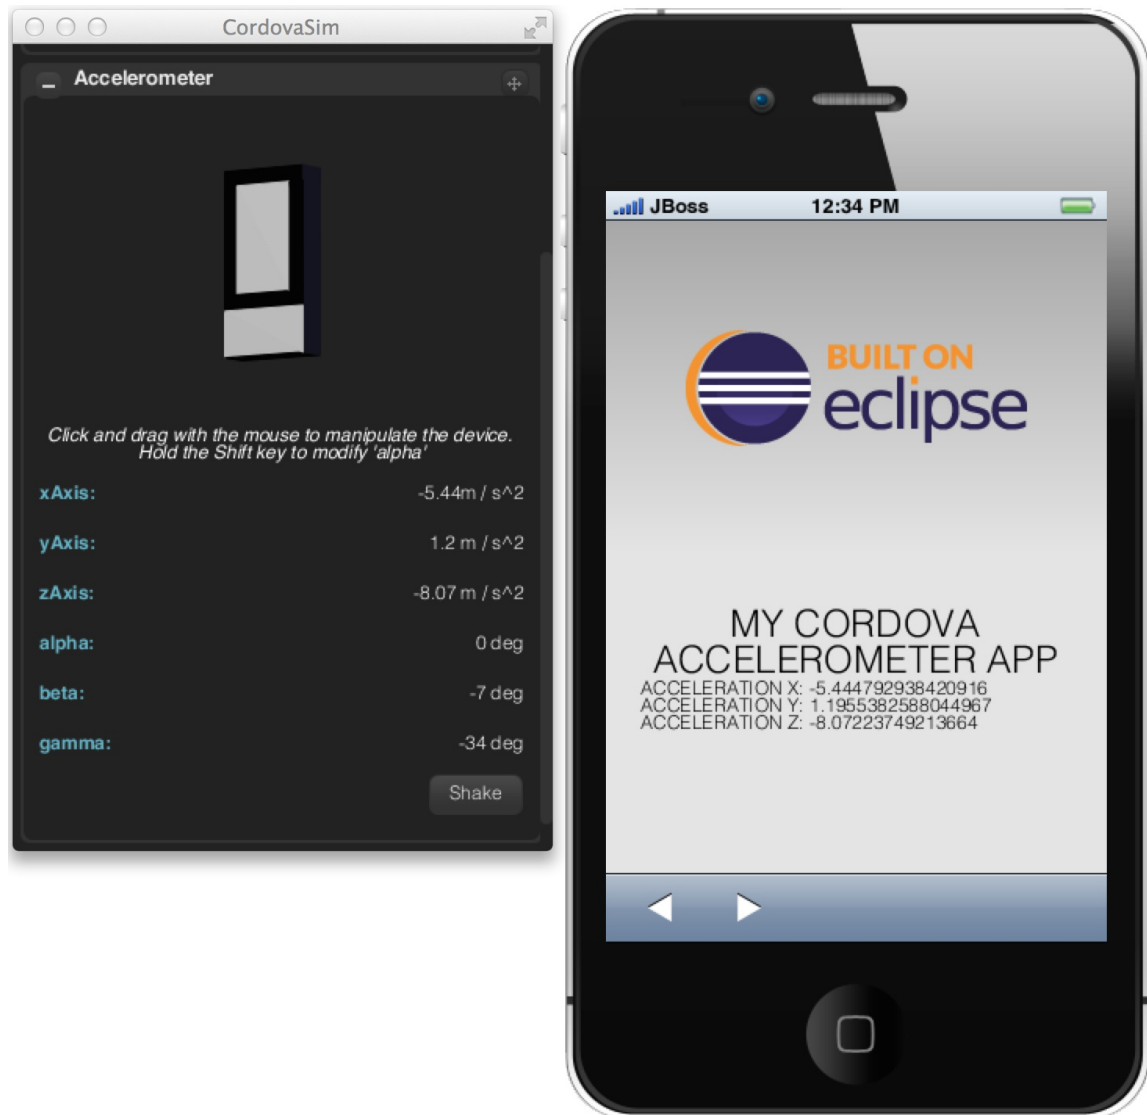 CordovaSim
Accelerometer
Click and drag with the mouse to manipulate the device.
Hold the Shift key to modify 'alpha'
xAxis: -5.44m / s^2
yAxis: 1.2 m / s^2
zAxis: -8.07 m / s^2
alpha: 0 deg
beta: -7 deg
gamma: -34 deg
Shake
JBoss 12:34 PM
BUILT ON
eclipse
MY CORDOVA
ACCELEROMETER APP
ACCELERATION X: -5.444792938420916
ACCELERATION Y: 1.1955382588044967
ACCELERATION Z: -8.07223749213664